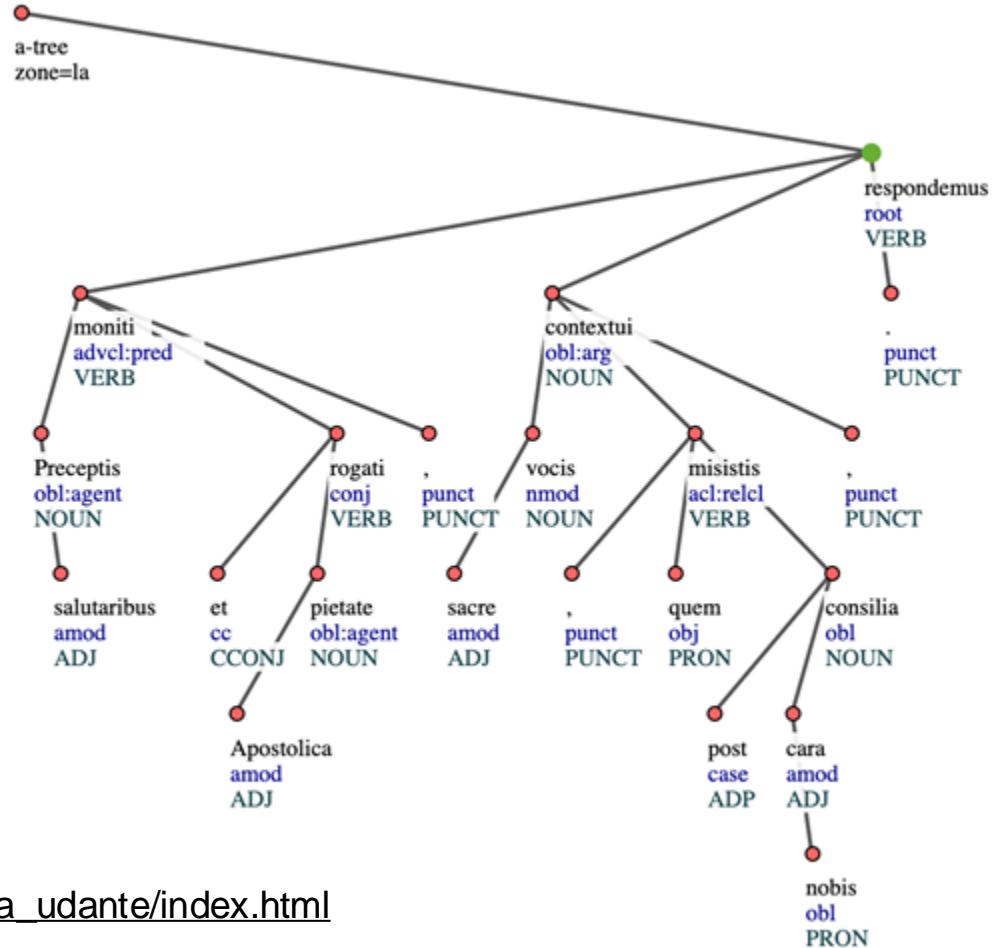 a-tree
zone=la
respondemus
root
VERB
moniti
advcl:pred
VERB
contextui
obl:arg
NOUN
.
punct
PUNCT
Preceptis
obl:agent
NOUN
rogati
conj
VERB
,
punct
PUNCT
vocis
nmod
NOUN
misistis
acl:relcl
VERB
,
punct
PUNCT
salutaribus
amod
ADJ
et
cc
CCONJ
pietate
obl:agent
NOUN
sacre
amod
ADJ
,
punct
PUNCT
quem
obj
PRON
consilia
obl
NOUN
Apostolica
amod
ADJ
post
case
ADP
cara
amod
ADJ
nobis
obl
PRON
a_udante/index.html